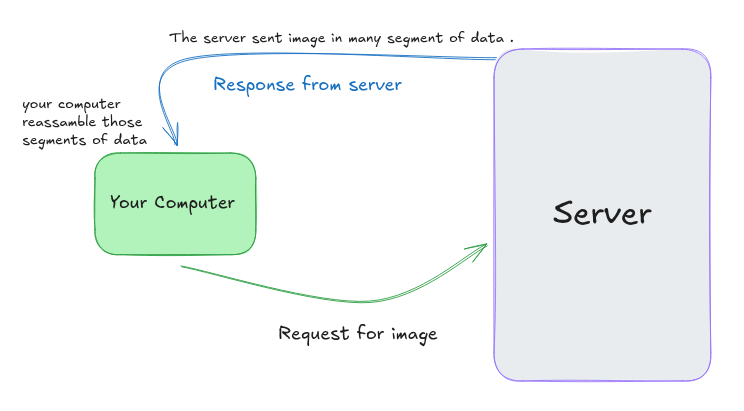 The server sent image in many segment of data .
Response from server
your computer
reassamble those
segments of data
Your Computer
Server
Request for image